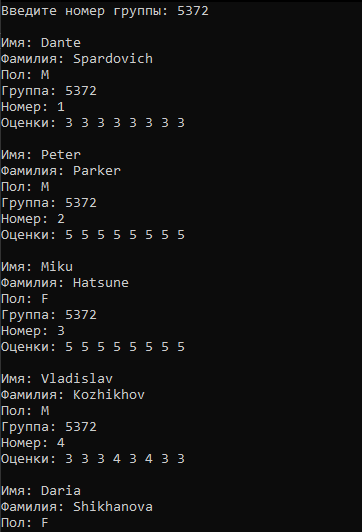 Введите номер группы: 5372
Имя: Dante
Фамилия: Spardovich
Пол: M
Группа: 5372
Номер: 1
Оценки: 3 3 3 3 3 3 3 3
Имя: Peter
Фамилия: Parker
Пол: M
Группа: 5372
Номер: 2
Оценки: 5 5 5 5 5 5 5 5
Имя: Miku
Фамилия: Hatsune
Пол: F
Группа: 5372
Номер: 3
Оценки: 5 5 5 5 5 5 5 5
Имя: Vladislav
Фамилия: Kozhikhov
Пол: M
Группа: 5372
Номер: 4
Оценки: 3 3 3 4 3 4 3 3
Имя: Daria
Фамилия: Shikhanova
Пол: F